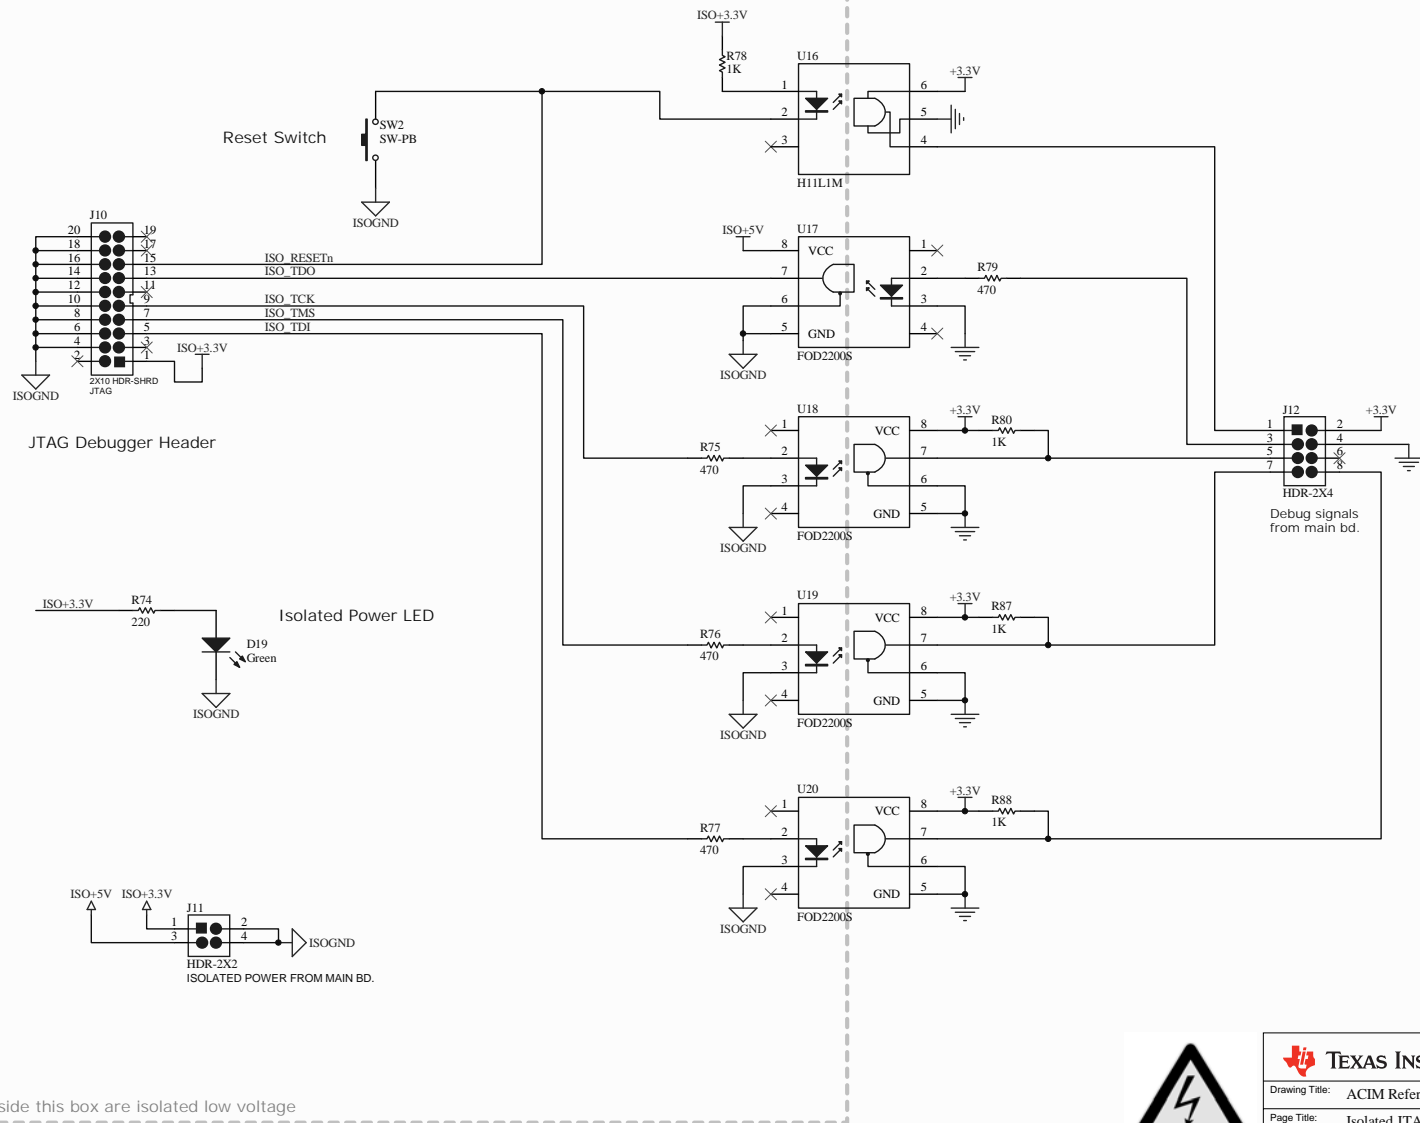 ISO+3.3V
R78
1K
U16
1
2
3
6
5
4
+3.3V
H11L1M
Reset Switch
SW2
SW-PB
ISOGND
J10
20
18
16
14
12
10
8
6
4
2
19
17
15
13
11
9
7
5
3
1
ISO_RESETn
ISO_TDO
ISO_TCK
ISO_TMS
ISO_TDI
ISO+3.3V
ISOGND
2X10 HDR-SHRD
JTAG
JTAG Debugger Header
ISO+5V
U17
8
VCC
7
6
5
GND
1
2
3
4
R79
470
ISOGND
FOD2200S
U18
1
2
3
4
VCC
8
7
6
GND
5
R75
470
+3.3V
R80
1K
ISOGND
FOD2200S
J12
1
3
5
7
2
4
6
8
+3.3V
HDR-2X4
Debug signals
from main bd.
ISO+3.3V
R74
220
Isolated Power LED
D19
Green
ISOGND
U19
1
2
3
4
VCC
8
7
6
GND
5
R76
470
+3.3V
R87
1K
ISOGND
FOD2200S
U20
1
2
3
4
VCC
8
7
6
GND
5
R77
470
+3.3V
R88
1K
ISOGND
FOD2200S
ISO+5V
ISO+3.3V
J11
1
3
2
4
ISOGND
HDR-2X2
ISOLATED POWER FROM MAIN BD.
side this box are isolated low voltage
TEXAS INS
Drawing Title: ACIM Refer
Page Title: Isolated JTA